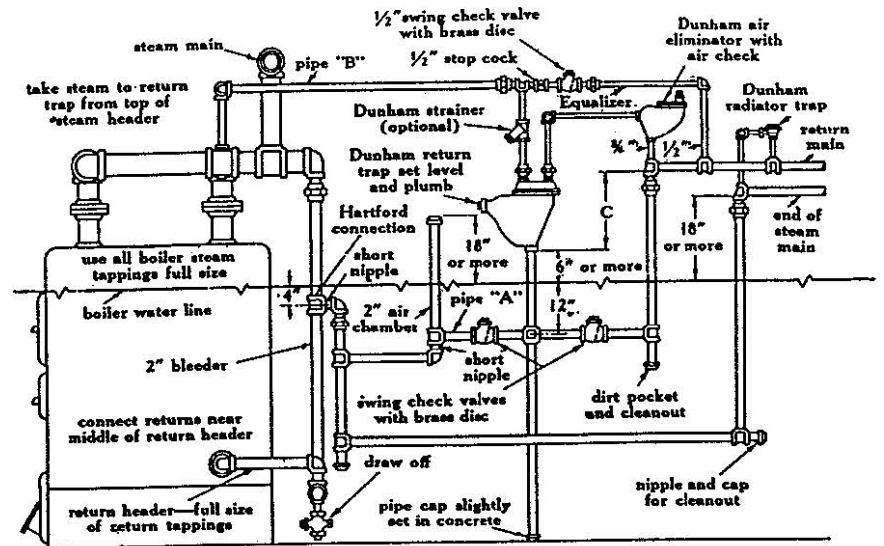 steam main
pipe "B"
1/2" swing check valve
with brass disc
1/2" stop cock
Dunham air
eliminator with
air check
take steam to return
trap from top of
steam header
Dunham strainer
(optional)
Equalizer
Dunham
radiator trap
return
main
3/4"
1/2"
Dunham return
trap set level
and plumb
Hartford
connection
short
nipple
18"
or more
C
18"
or more
end of
steam
main
use all boiler steam
tappings full size
4"
boiler water line
6" or more
12"
2" air
chamber
pipe "A"
2" bleeder
short
nipple
swing check valves
with brass disc
dirt pocket
and cleanout
connect returns near
middle of return header
draw off
return header—full size
of return tappings
pipe cap slightly
set in concrete
nipple and cap
for cleanout